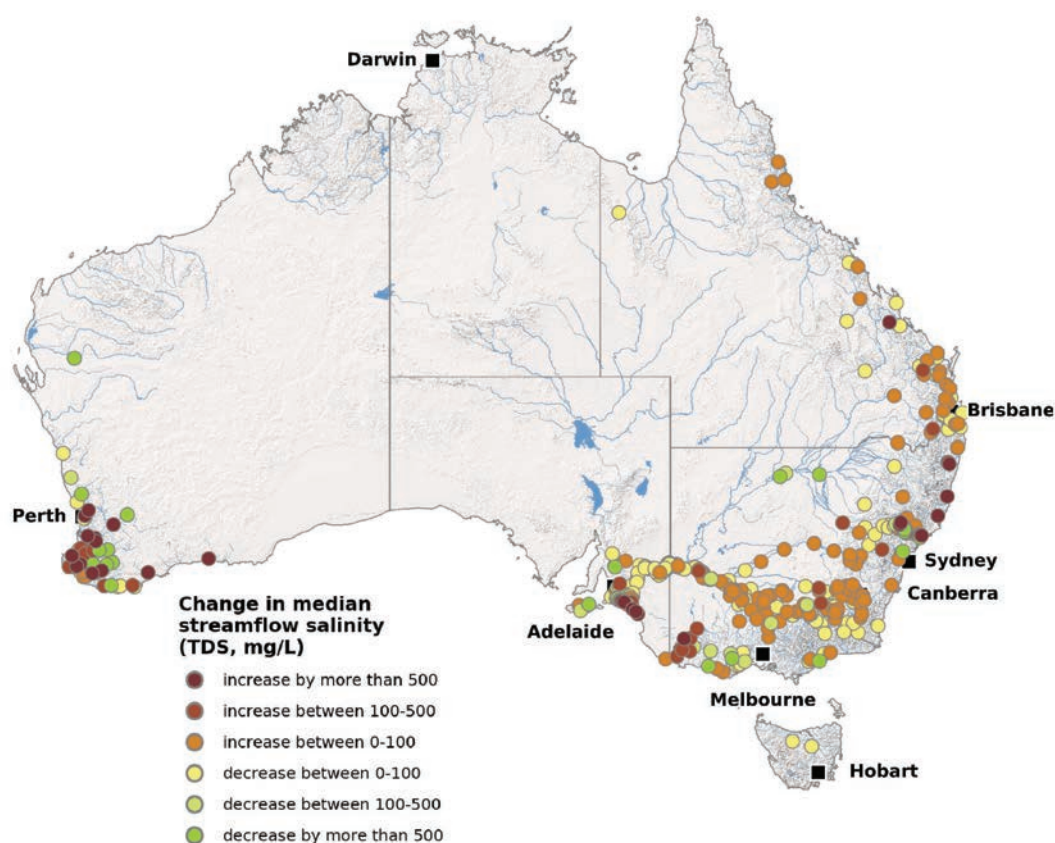 Darwin
Brisbane
Perth
Sydney
Canberra
Adelaide
Change in median
streamflow salinity
(TDS, mg/L)
increase by more than 500
increase between 100-500
increase between 0-100
decrease between 0-100
decrease between 100-500
decrease by more than 500
Melbourne
Hobart